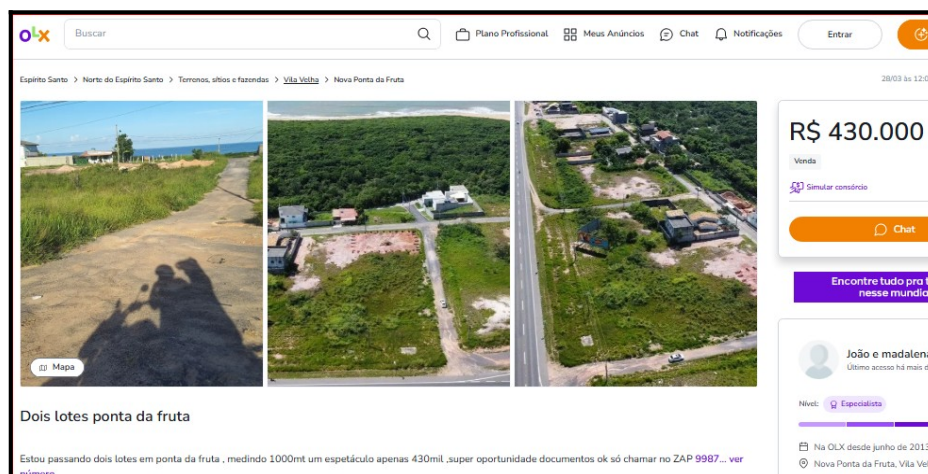 OLX
Buscar
Plano Profissional
Meus Anúncios
Chat
Notificações
Entrar
Espírito Santo > Norte do Espírito Santo > Terrenos, sítios e fazendas > Vila Velha > Nova Ponta da Fruta
28/03 às 12:0
Mapa
R$ 430.000
Venda
Simular consórcio
Chat
Encontre tudo pra t
nesse mundi
João e madalena
Último acesso há mais d
Nível: Especialista
Na OLX desde junho de 2013
Nova Ponta da Fruta, Vila Vel
Dois lotes ponta da fruta
Estou passando dois lotes em ponta da fruta , medindo 1000mt um espetáculo apenas 430mil ,super oportunidade documentos ok só chamar no ZAP 9987... ver
número